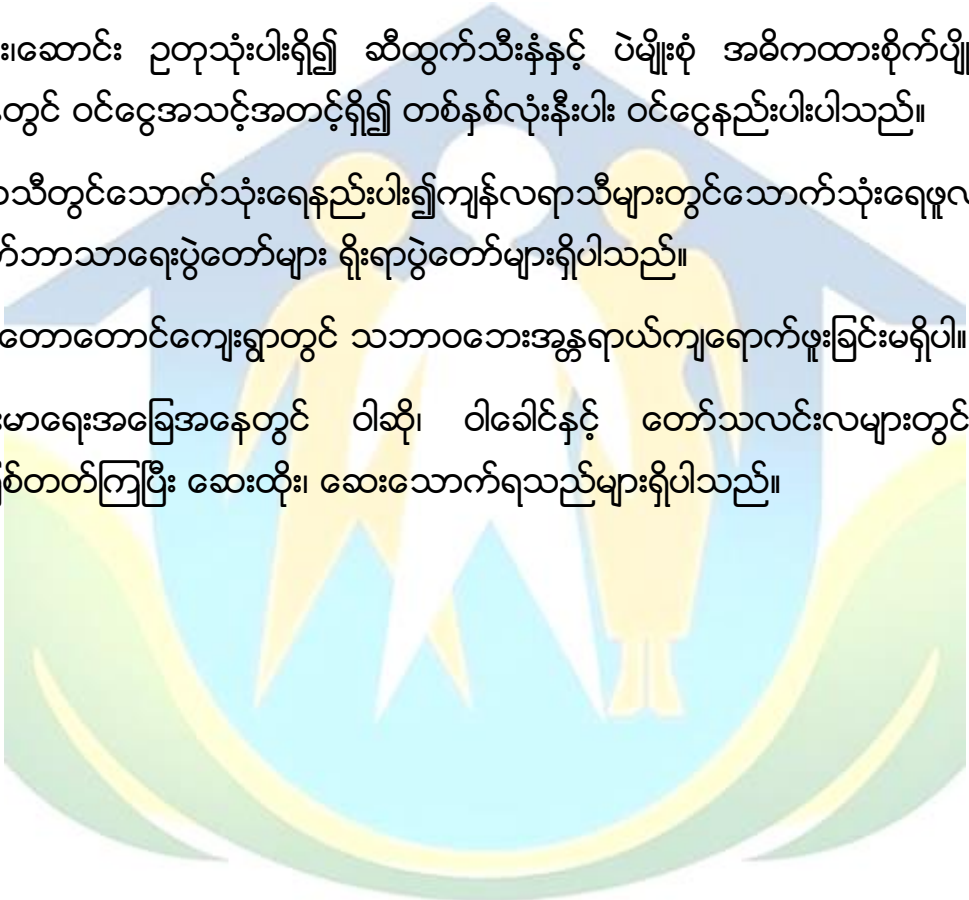 း၊ဆောင်း ဥတုသုံးပါးရှိ၍ ဆီထွက်သီးနှံနှင့် ပဲမျိုးစုံ အဓိကထားစိုက်ပျို
တွင် ဝင်ငွေအသင့်အတင့်ရှိ၍ တစ်နှစ်လုံးနီးပါး ဝင်ငွေနည်းပါးပါသည်။
ာသီတွင်သောက်သုံးရေနည်းပါး၍ကျန်လရာသီများတွင်သောက်သုံးရေဖူလ
်ဘာသာရေးပွဲတော်များ ရိုးရာပွဲတော်များရှိပါသည်။
တောတောင်ကျေးရွာတွင် သဘာဝဘေးအန္တရာယ်ကျရောက်ဖူးခြင်းမရှိပါ။
းမာရေးအခြေအနေတွင် ဝါဆို၊ ဝါခေါင်နှင့် တော်သလင်းလများတွင်
စ်တတ်ကြပြီး ဆေးထိုး၊ ဆေးသောက်ရသည်များရှိပါသည်။